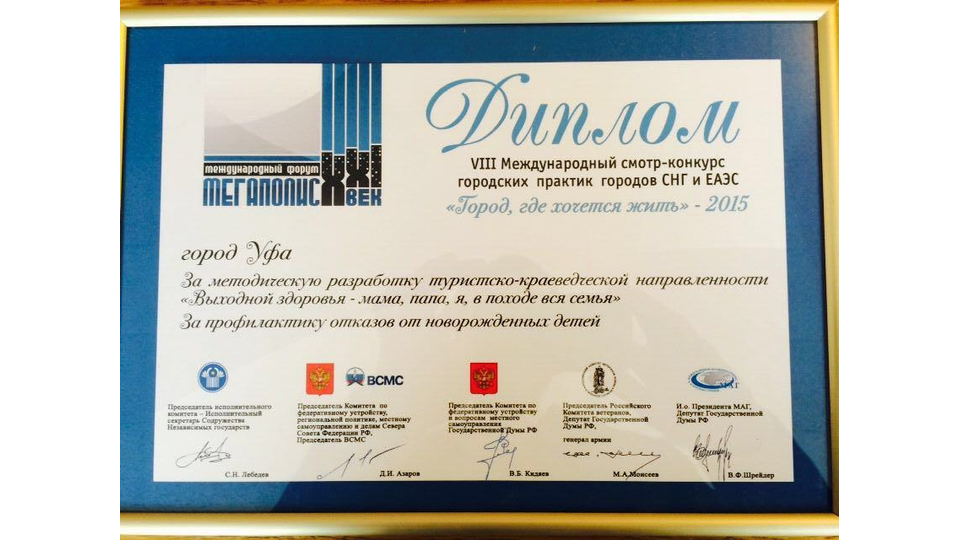 Диплом
VIII Международный смотр-конкурс
городских практик городов СНГ и ЕАЭС
«Город, где хочется жить» - 2015
международный форум
МЕГАПОЛИС XXI ВЕК
город Уфа
За методическую разработку туристско-краеведческой направленности
«Выходной здоровья - мама, папа, я, в походе вся семья»
За профилактику отказов от новорожденных детей
ВСМС
МАГ
Председатель исполнительного
комитета – Исполнительный
секретарь Содружества
Независимых государств
С.Н. Лебедев
Председатель Комитета по
федеративному устройству,
региональной политике, местному
самоуправлению и делам Севера
Совета Федерации РФ,
Председатель ВСМС
Д.И. Азаров
Председатель Комитета по
федеративному устройству
и вопросам местного
самоуправления
Государственной Думы РФ
В.Б. Кидяев
Председатель Российского
Комитета ветеранов,
Депутат Государственной
Думы РФ,
генерал армии
М.А.Моисеев
И.о. Президента МАГ,
Депутат Государственной
Думы РФ
В.Ф.Шрейдер